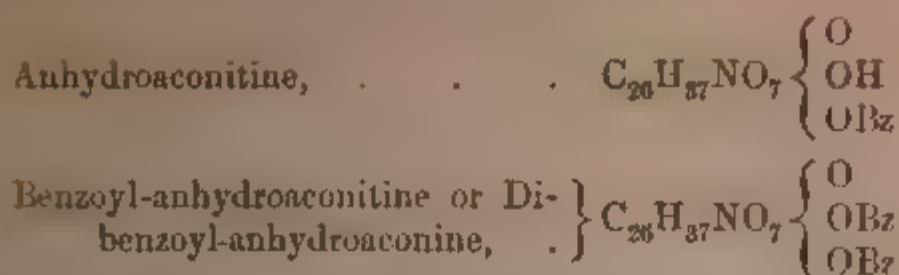 O
Anhydroaconitine, . . . C₂₆H₃₇NO₇ { OH
OBz
Benzoyl-anhydroaconitine or Di- } C₂₆H₃₇NO₇ { O
benzoyl-anhydroaconine, . OBz
OBz